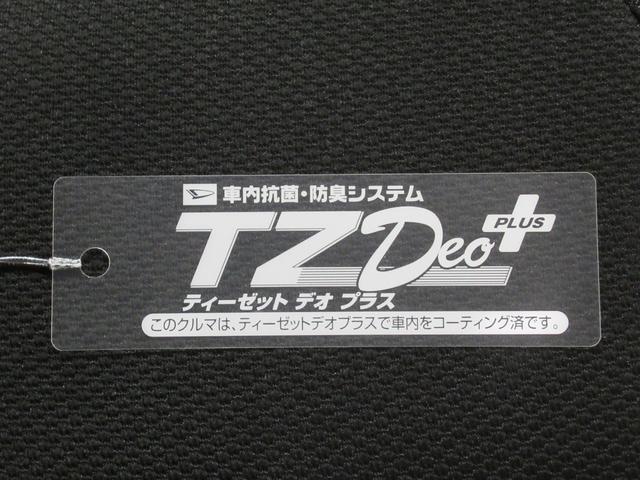 車内抗菌・防臭システム
TZ Deo PLUS
ティーゼット デオ プラス
このクルマは、ティーゼットデオプラスで車内をコーティング済です。